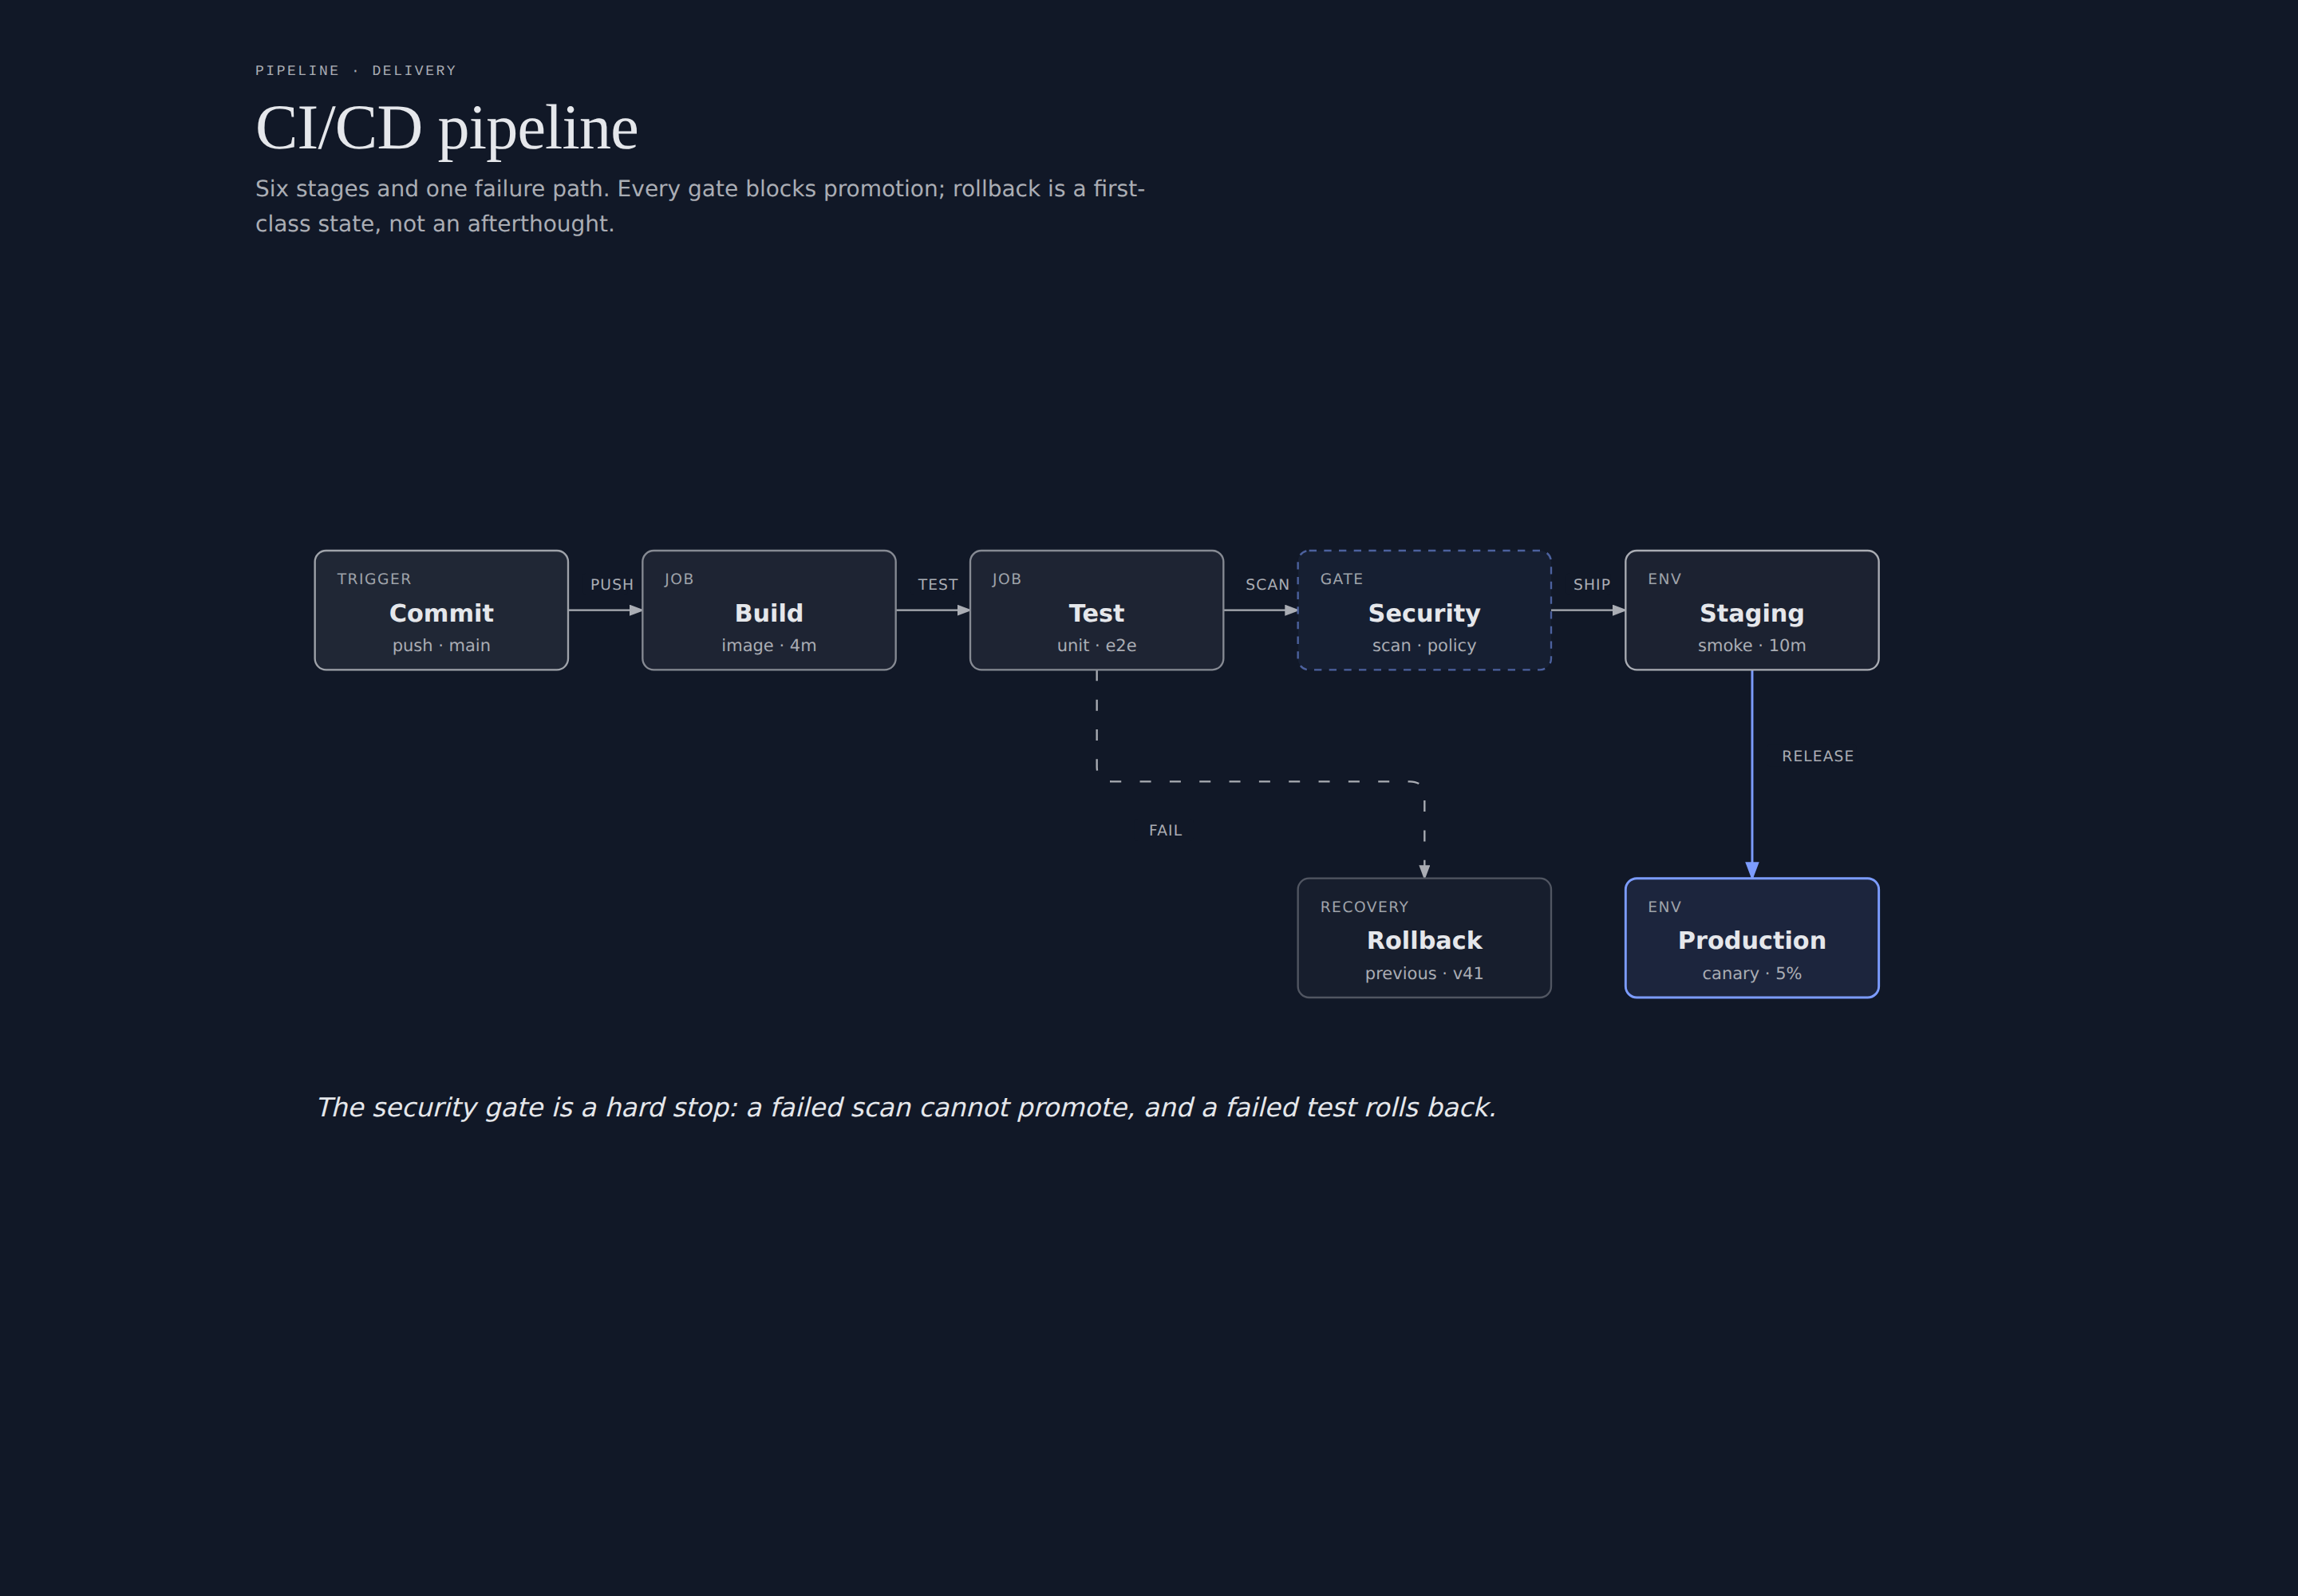 PIPELINE · DELIVERY
CI/CD pipeline
Six stages and one failure path. Every gate blocks promotion; rollback is a first-
class state, not an afterthought.
TRIGGER
Commit
push · main
PUSH
JOB
Build
image · 4m
TEST
JOB
Test
unit · e2e
SCAN
GATE
Security
scan · policy
SHIP
ENV
Staging
smoke · 10m
RELEASE
FAIL
RECOVERY
Rollback
previous · v41
ENV
Production
canary · 5%
The security gate is a hard stop: a failed scan cannot promote, and a failed test rolls back.